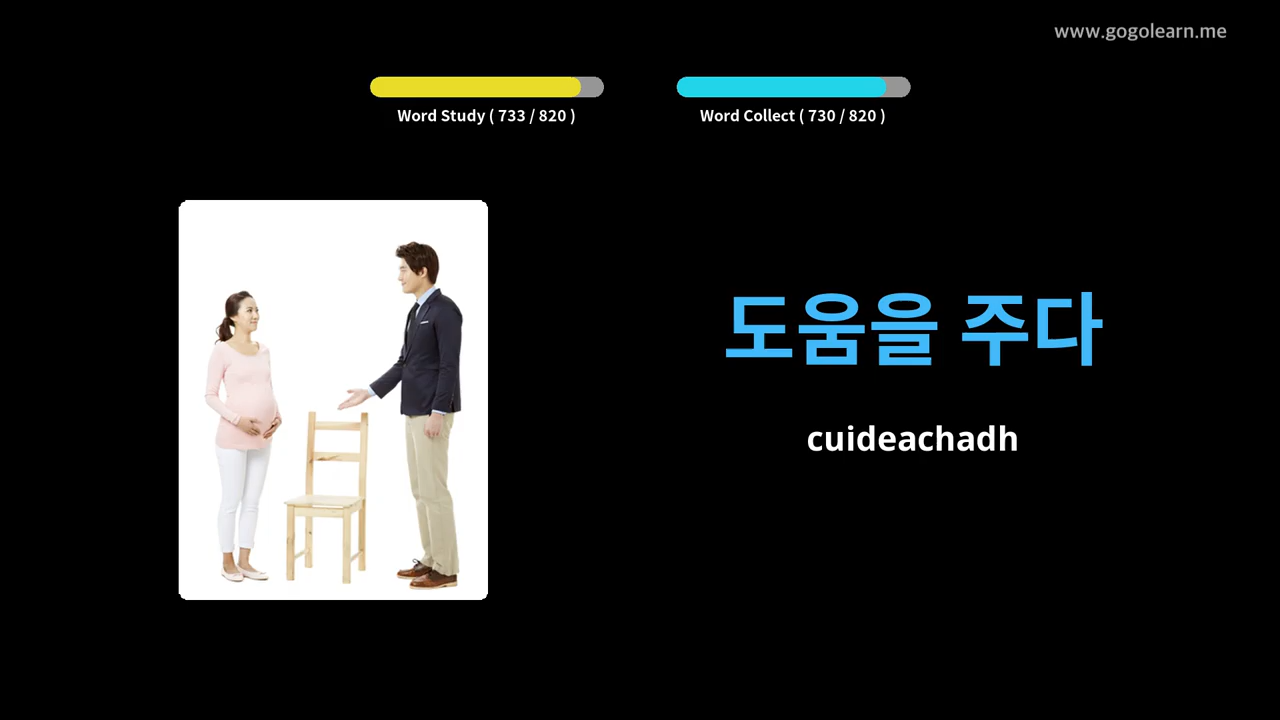 www.gogolearn.me
Word Study ( 733 / 820 )
Word Collect ( 730 / 820 )
도움을 주다
cuideachadh